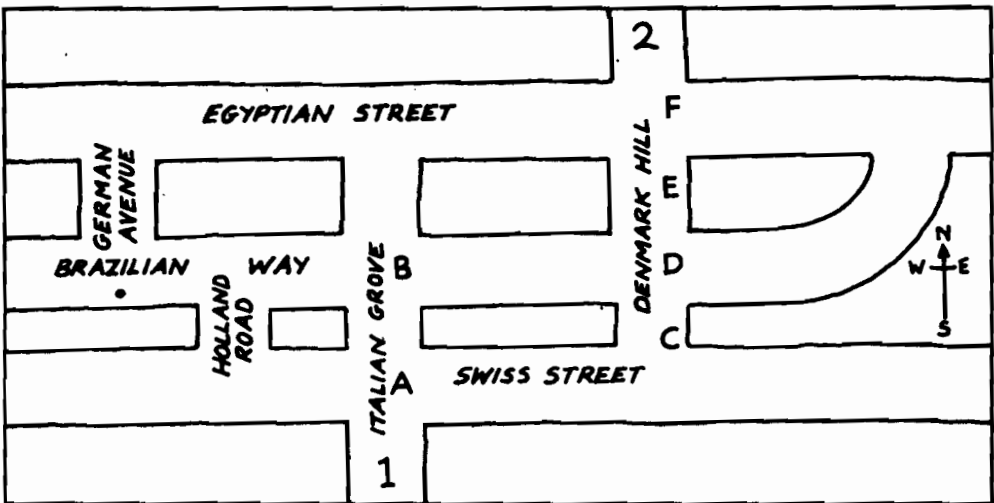 2
EGYPTIAN STREET
F
GERMAN
AVENUE
DENMARK HILL
E
BRAZILIAN WAY
B
D
N
W E
S
HOLLAND
ROAD
ITALIAN GROVE
C
A
SWISS STREET
1